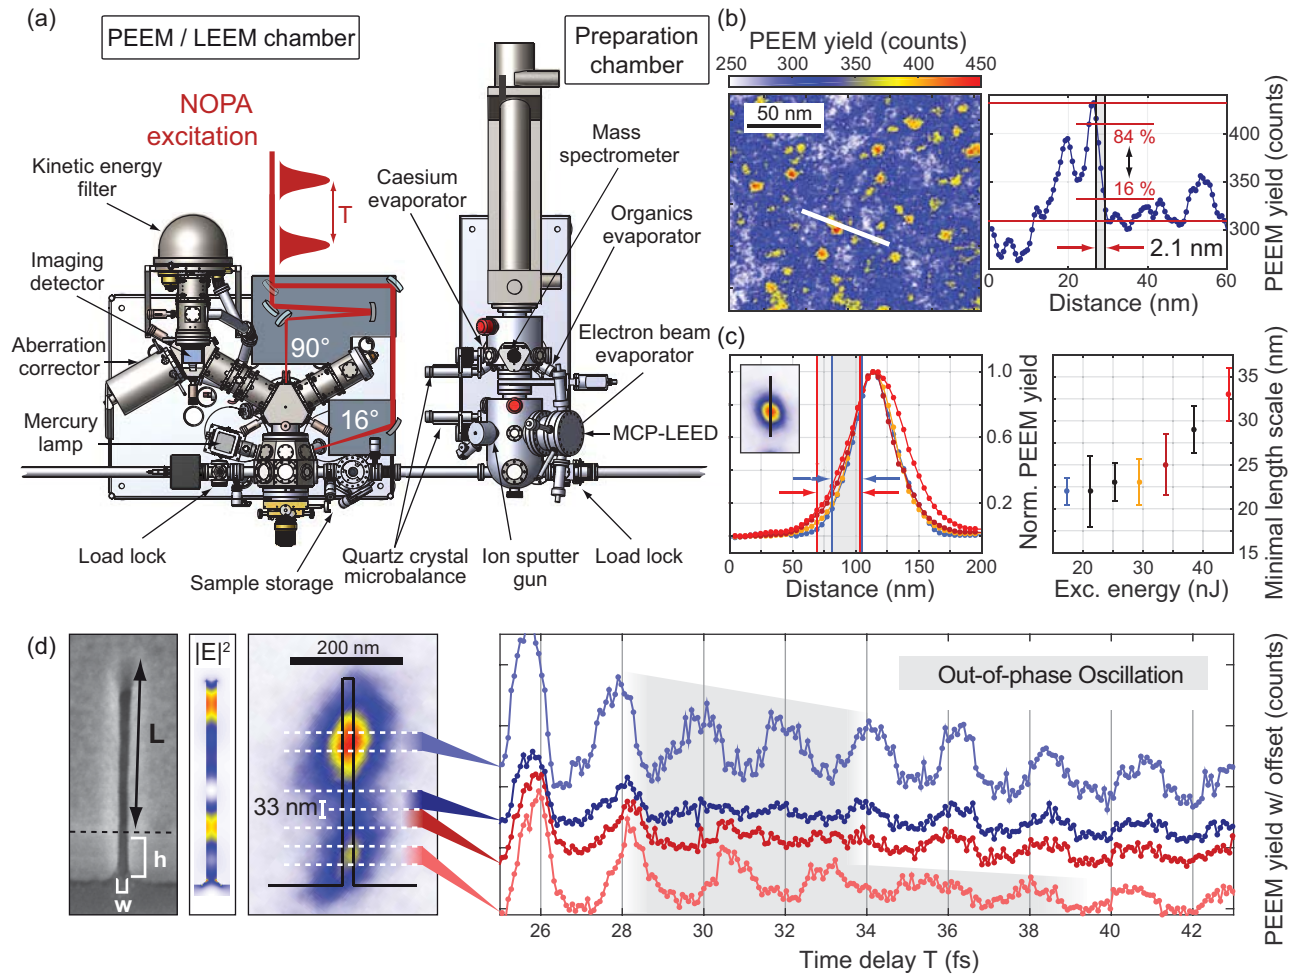 (a)
PEEM / LEEM chamber
Preparation
chamber
NOPA
excitation
Kinetic energy
filter
T
Imaging
detector
Aberration
corrector
Mercury
lamp
90°
16°
Load lock
Sample storage
Caesium
evaporator
Mass
spectrometer
Organics
evaporator
Electron beam
evaporator
MCP-LEED
Quartz crystal
microbalance
Ion sputter
gun
Load lock
(b)
PEEM yield (counts)
250 300 350 400 450
50 nm
84 %
16 %
2.1 nm
400
350
300
PEEM yield (counts)
0 20 40 60
Distance (nm)
(c)
1.0
0.6
0.2
Norm. PEEM yield
0 50 100 150 200
Distance (nm)
35
30
25
20
15
Minimal length scale (nm)
20 30 40
Exc. energy (nJ)
(d)
L
h
w
|E|²
200 nm
33 nm
Out-of-phase Oscillation
PEEM yield w/ offset (counts)
26 28 30 32 34 36 38 40 42
Time delay T (fs)